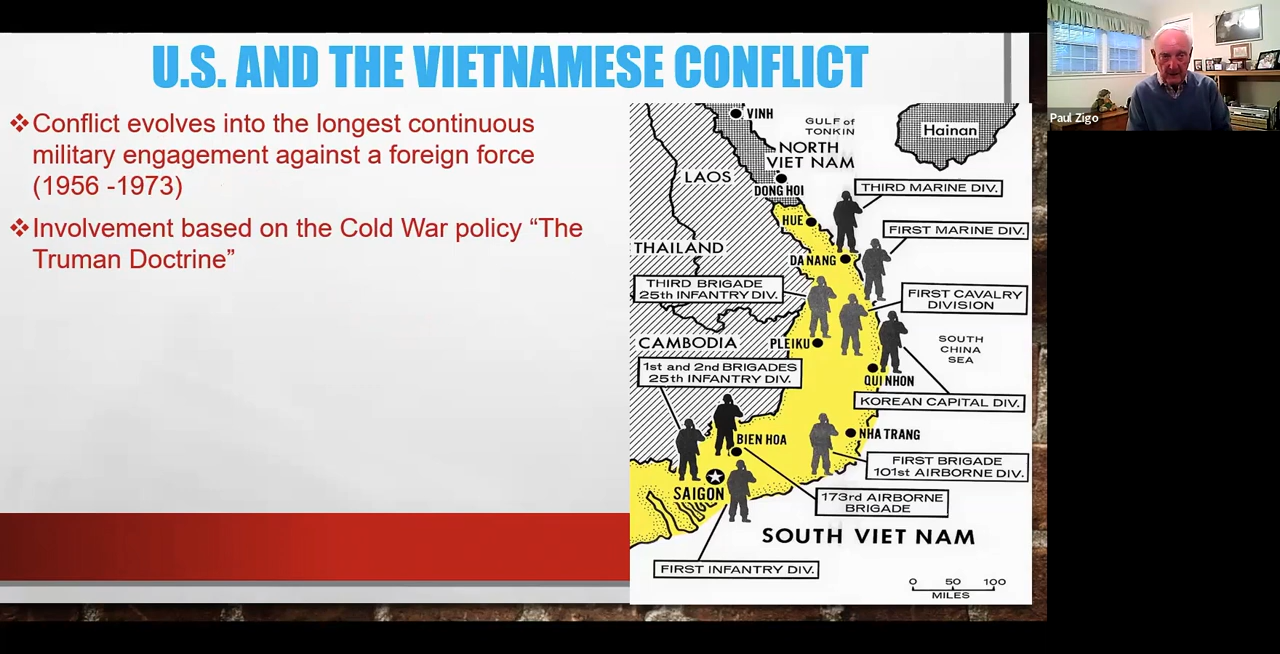 U.S. AND THE VIETNAMESE CONFLICT
❖Conflict evolves into the longest continuous
military engagement against a foreign force
(1956 -1973)
❖Involvement based on the Cold War policy “The
Truman Doctrine”
VINH
GULF of
TONKIN
Hainan
NORTH
VIET NAM
LAOS
DONG HOI
THIRD MARINE DIV.
HUE
FIRST MARINE DIV.
THAILAND
DA NANG
THIRD BRIGADE
25th INFANTRY DIV.
FIRST CAVALRY
DIVISION
CAMBODIA
PLEIKU
SOUTH
CHINA
SEA
1st and 2nd BRIGADES
25th INFANTRY DIV.
QUI NHON
KOREAN CAPITAL DIV.
BIEN HOA
NHA TRANG
FIRST BRIGADE
101st AIRBORNE DIV.
SAIGON
173rd AIRBORNE
BRIGADE
SOUTH VIET NAM
FIRST INFANTRY DIV.
0 50 100
MILES
Paul Zigo